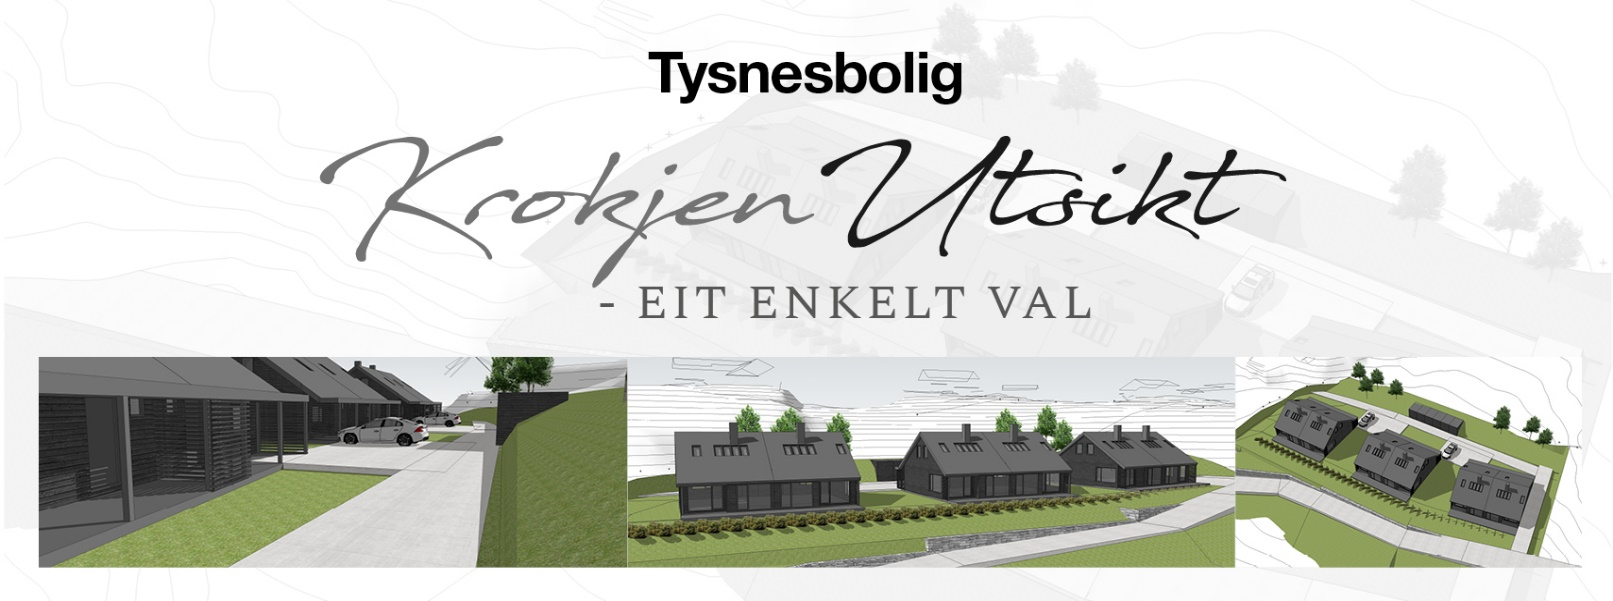 Tysnesbolig
Krokjen Utsikt
- EIT ENKELT VAL